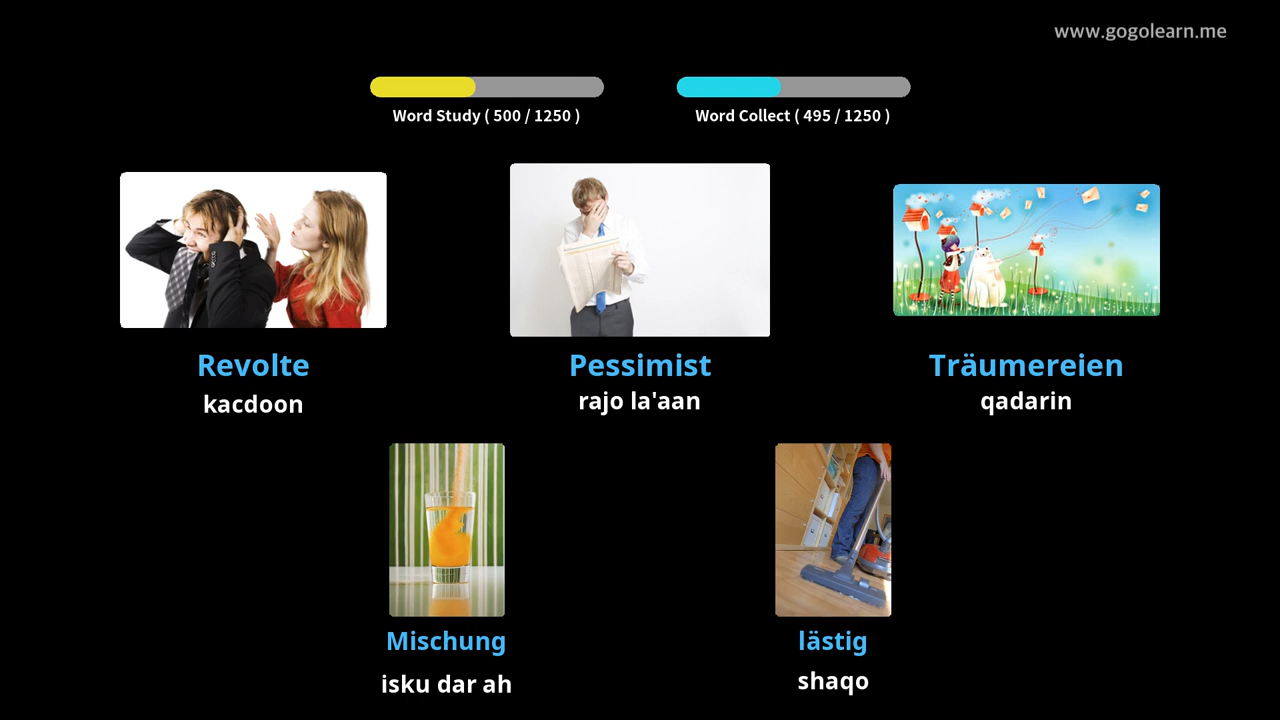 www.gogolearn.me
Word Study ( 500 / 1250 )
Word Collect ( 495 / 1250 )
Revolte
kacdoon
Pessimist
rajo la'aan
Träumereien
qadarin
Mischung
isku dar ah
lästig
shaqo